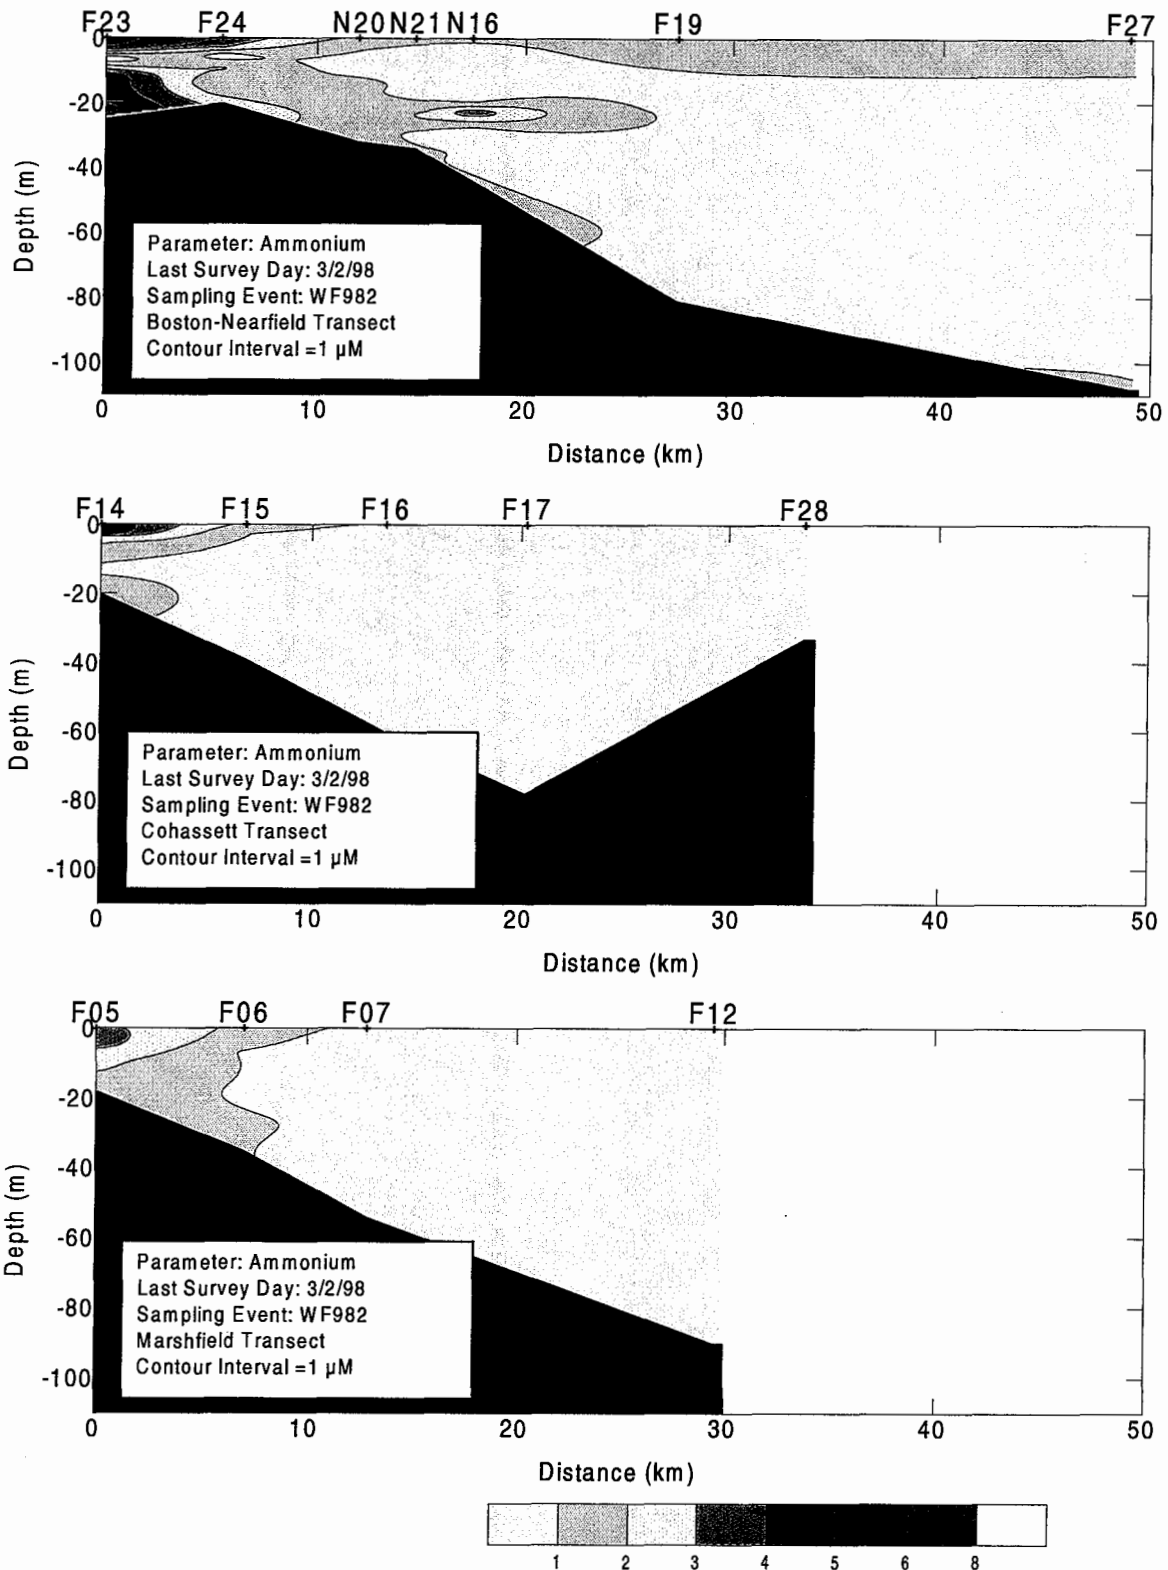 F23 F24 N20 N21 N16 F19 F27
0
-20
-40
-60
-80
-100
Depth (m)
Parameter: Ammonium
Last Survey Day: 3/2/98
Sampling Event: WF982
Boston-Nearfield Transect
Contour Interval =1 µM
0 10 20 30 40 50
Distance (km)
F14 F15 F16 F17 F28
0
-20
-40
-60
-80
-100
Depth (m)
Parameter: Ammonium
Last Survey Day: 3/2/98
Sampling Event: WF982
Cohassett Transect
Contour Interval =1 µM
0 10 20 30 40 50
Distance (km)
F05 F06 F07 F12
0
-20
-40
-60
-80
-100
Depth (m)
Parameter: Ammonium
Last Survey Day: 3/2/98
Sampling Event: WF982
Marshfield Transect
Contour Interval =1 µM
0 10 20 30 40 50
Distance (km)
1 2 3 4 5 6 8